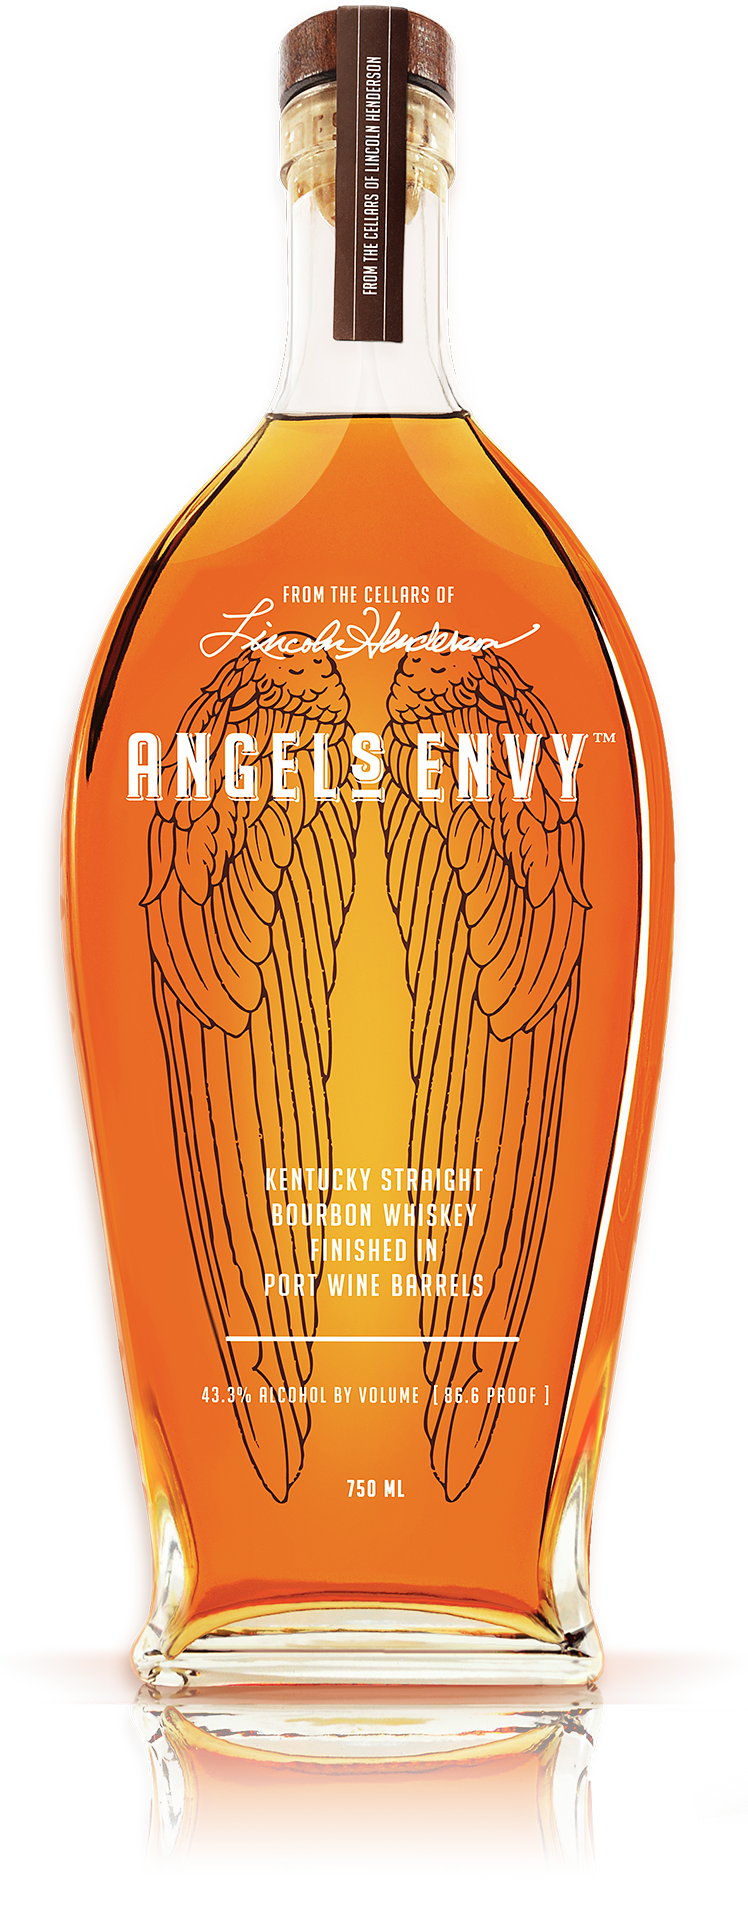 FROM THE CELLARS OF LINCOLN HENDERSON
FROM THE CELLARS OF
Lincoln Henderson
ANGELS ENVY™
KENTUCKY STRAIGHT
BOURBON WHISKEY
FINISHED IN
PORT WINE BARRELS
43.3% ALCOHOL BY VOLUME [ 86.6 PROOF ]
750 ML